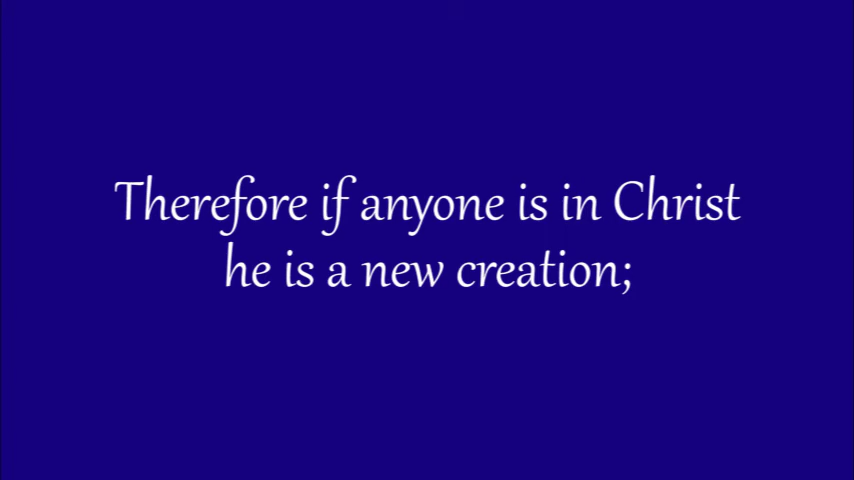 Therefore if anyone is in Christ
he is a new creation;